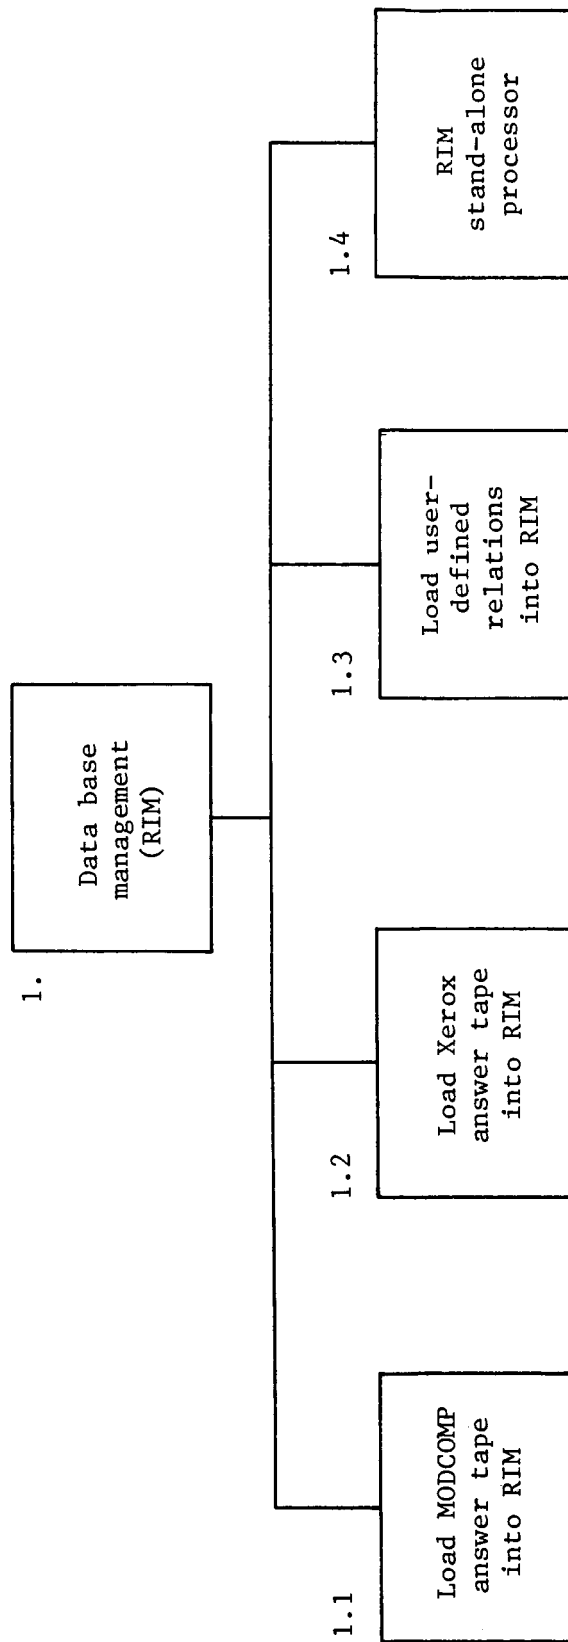 1.
Data base
management
(RIM)
1.1
Load MODCOMP
answer tape
into RIM
1.2
Load Xerox
answer tape
into RIM
1.3
Load user-
defined
relations
into RIM
1.4
RIM
stand-alone
processor